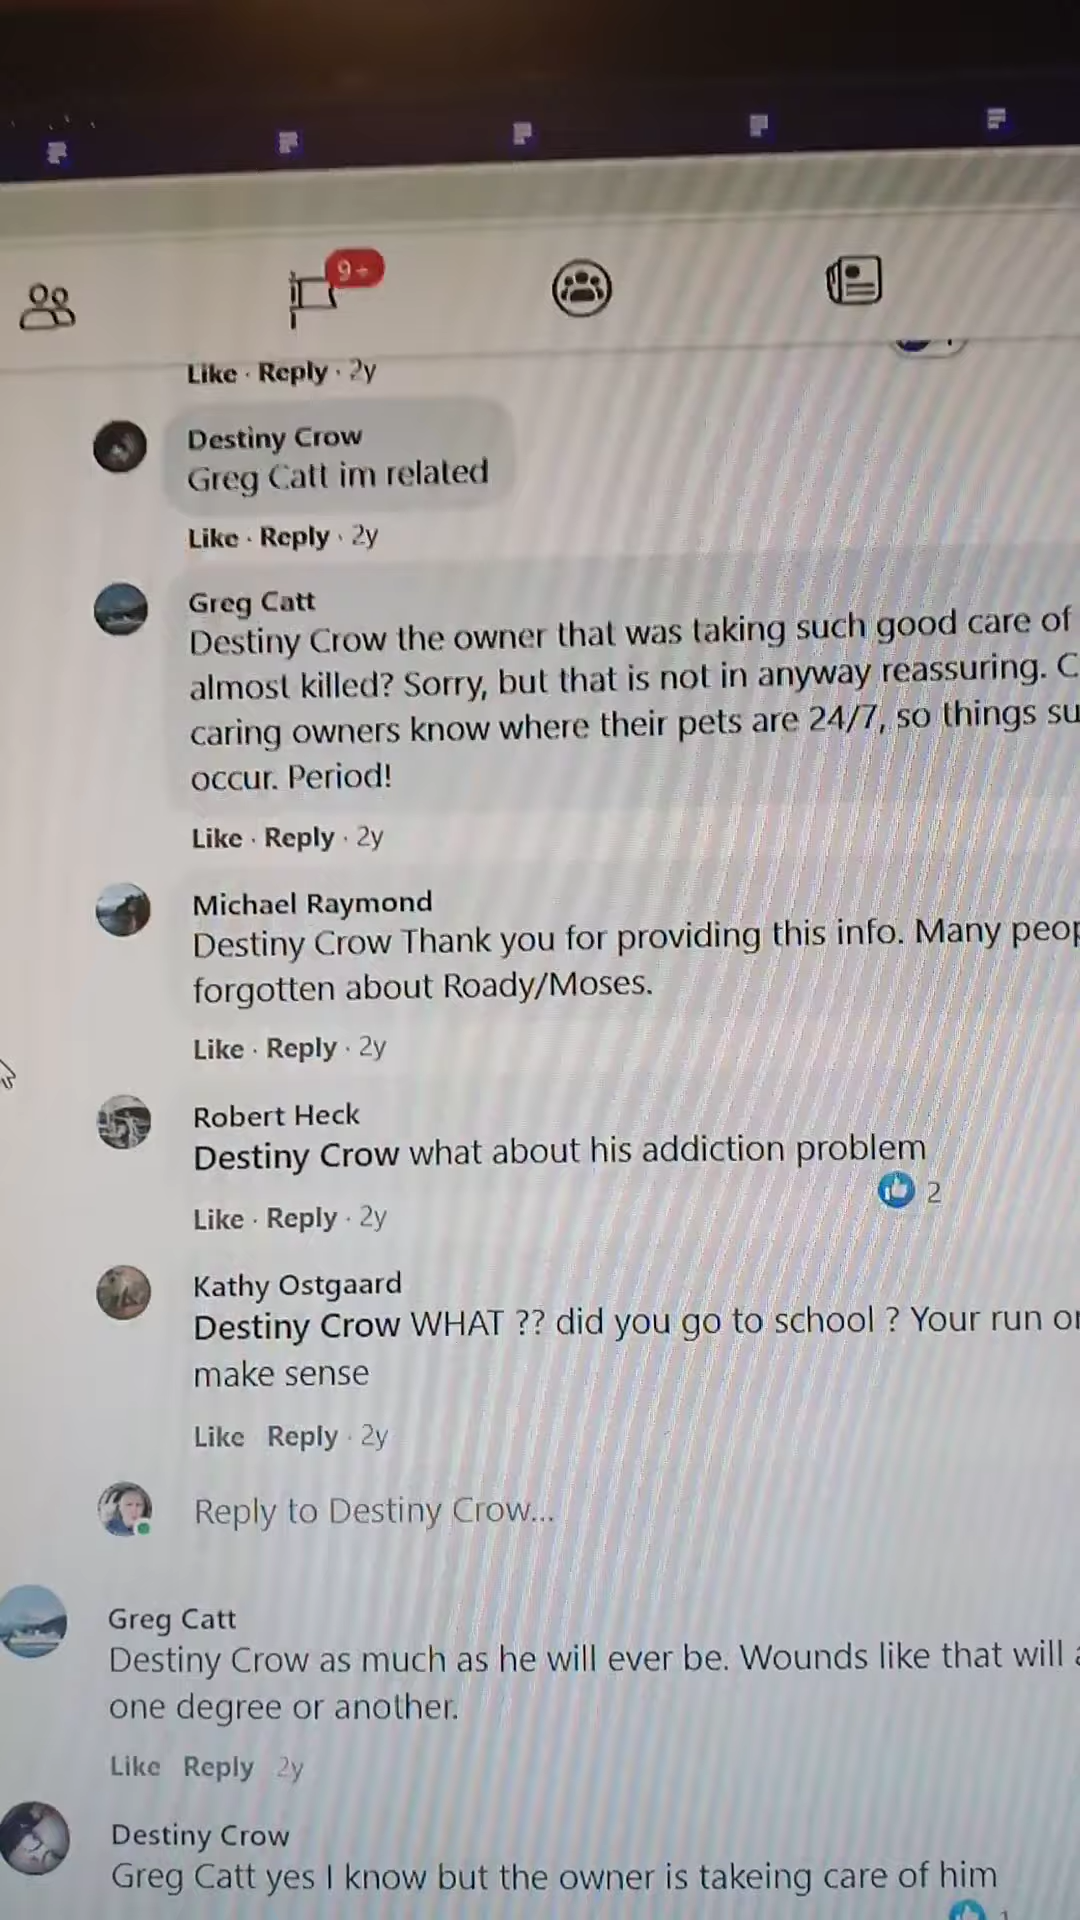 9+
Like · Reply · 2y
Destiny Crow
Greg Catt im related
Like · Reply · 2y
Greg Catt
Destiny Crow the owner that was taking such good care of
almost killed? Sorry, but that is not in anyway reassuring. C
caring owners know where their pets are 24/7, so things su
occur. Period!
Like · Reply · 2y
Michael Raymond
Destiny Crow Thank you for providing this info. Many peop
forgotten about Roady/Moses.
Like · Reply · 2y
Robert Heck
Destiny Crow what about his addiction problem
2
Like · Reply · 2y
Kathy Ostgaard
Destiny Crow WHAT ?? did you go to school ? Your run on
make sense
Like Reply · 2y
Reply to Destiny Crow...
Greg Catt
Destiny Crow as much as he will ever be. Wounds like that will a
one degree or another.
Like Reply 2y
Destiny Crow
Greg Catt yes I know but the owner is takeing care of him
1